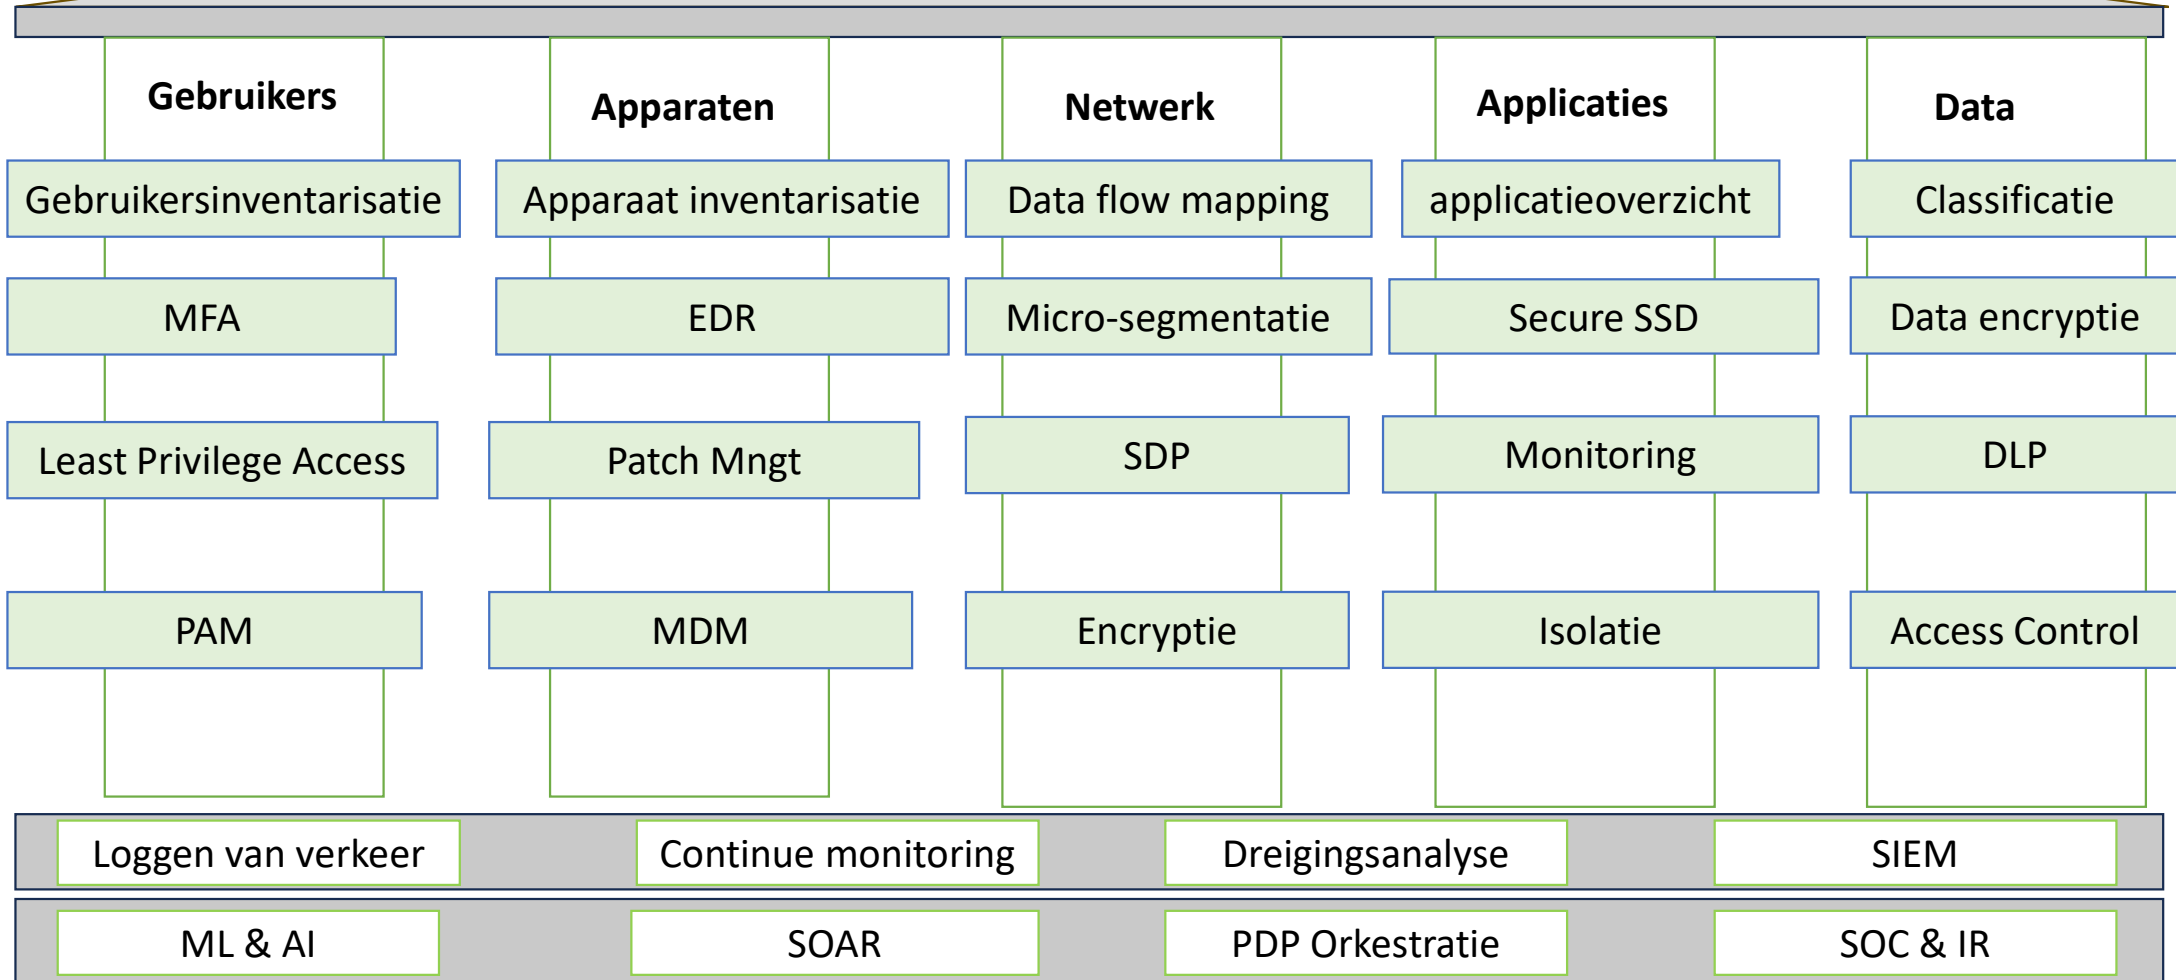 Gebruikers
Apparaten
Netwerk
Applicaties
Data
Gebruikersinventarisatie
Apparaat inventarisatie
Data flow mapping
applicatieoverzicht
Classificatie
MFA
EDR
Micro-segmentatie
Secure SSD
Data encryptie
Least Privilege Access
Patch Mngt
SDP
Monitoring
DLP
PAM
MDM
Encryptie
Isolatie
Access Control
Loggen van verkeer
Continue monitoring
Dreigingsanalyse
SIEM
ML & AI
SOAR
PDP Orkestratie
SOC & IR